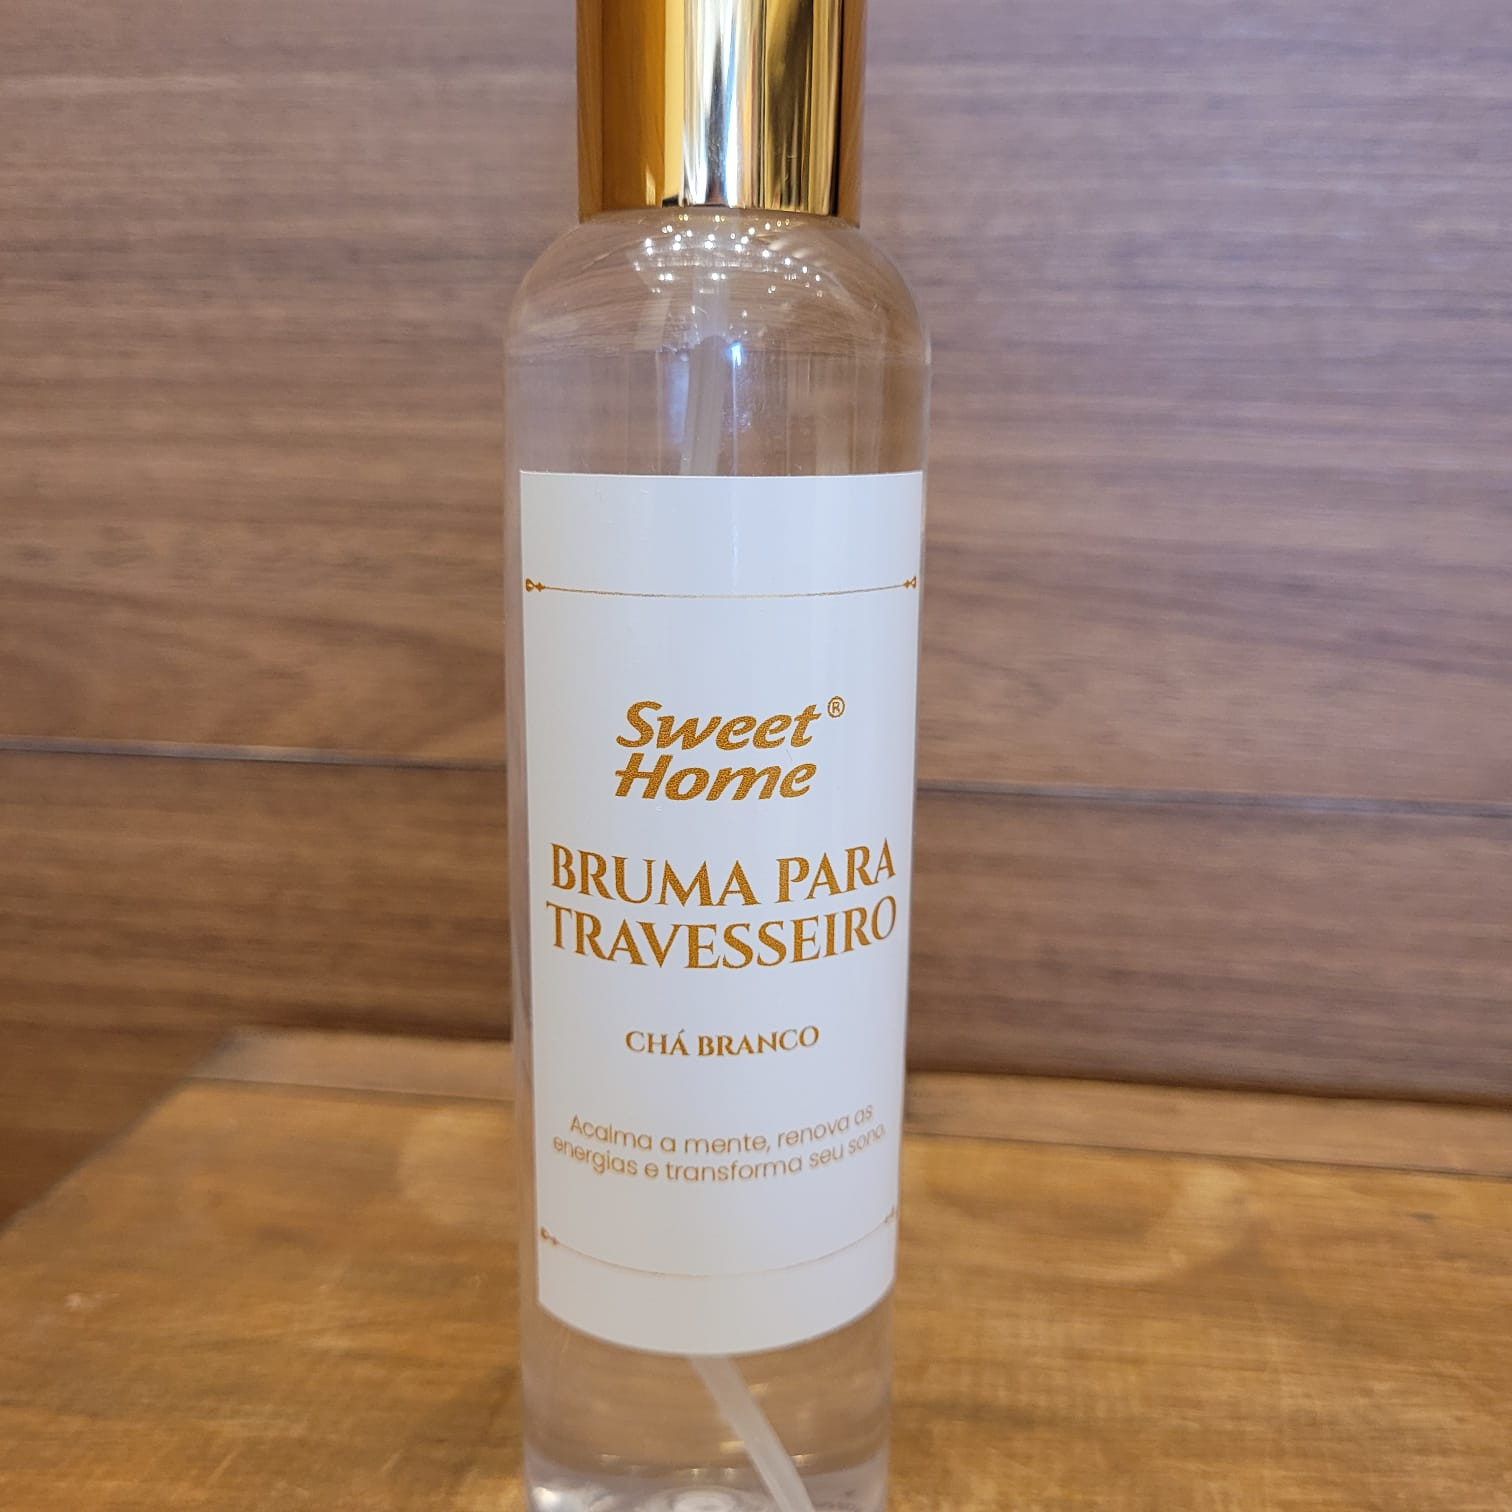 Sweet®
Home
BRUMA PARA
TRAVESSEIRO
CHÁ BRANCO
Acalma a mente, renova as
energias e transforma seu sono.